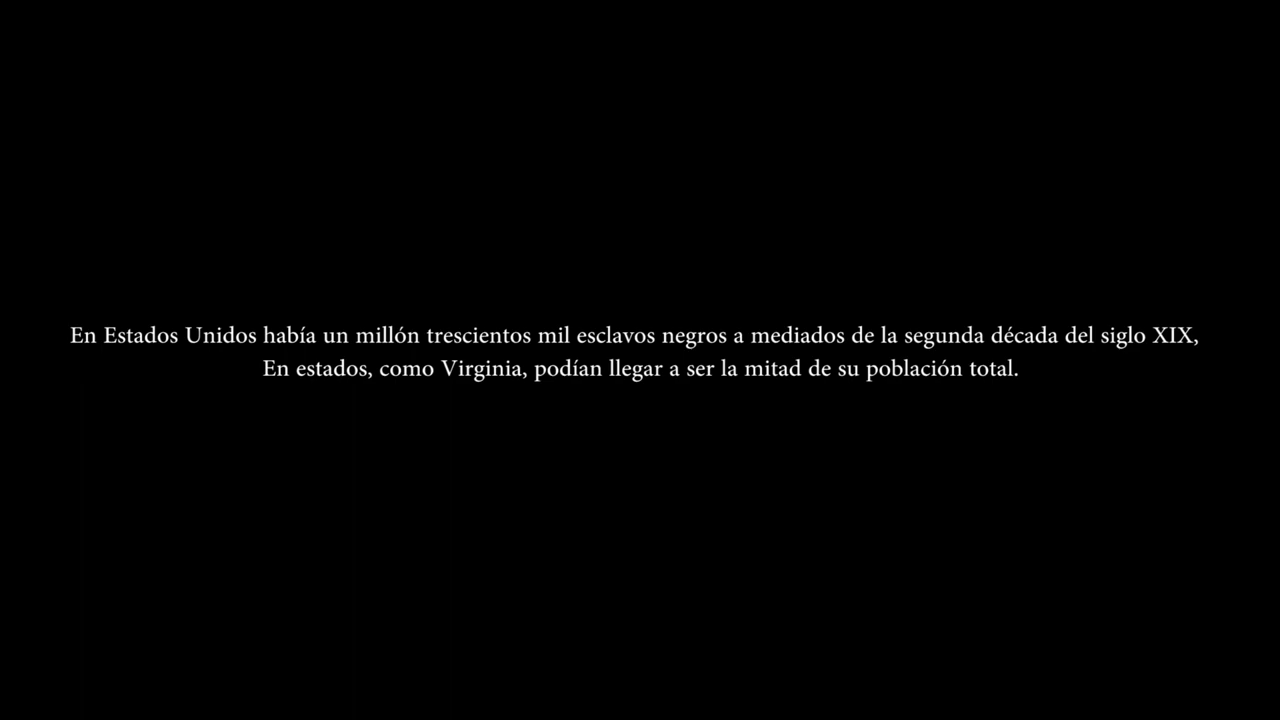 En Estados Unidos había un millón trescientos mil esclavos negros a mediados de la segunda década del siglo XIX,
En estados, como Virginia, podían llegar a ser la mitad de su población total.